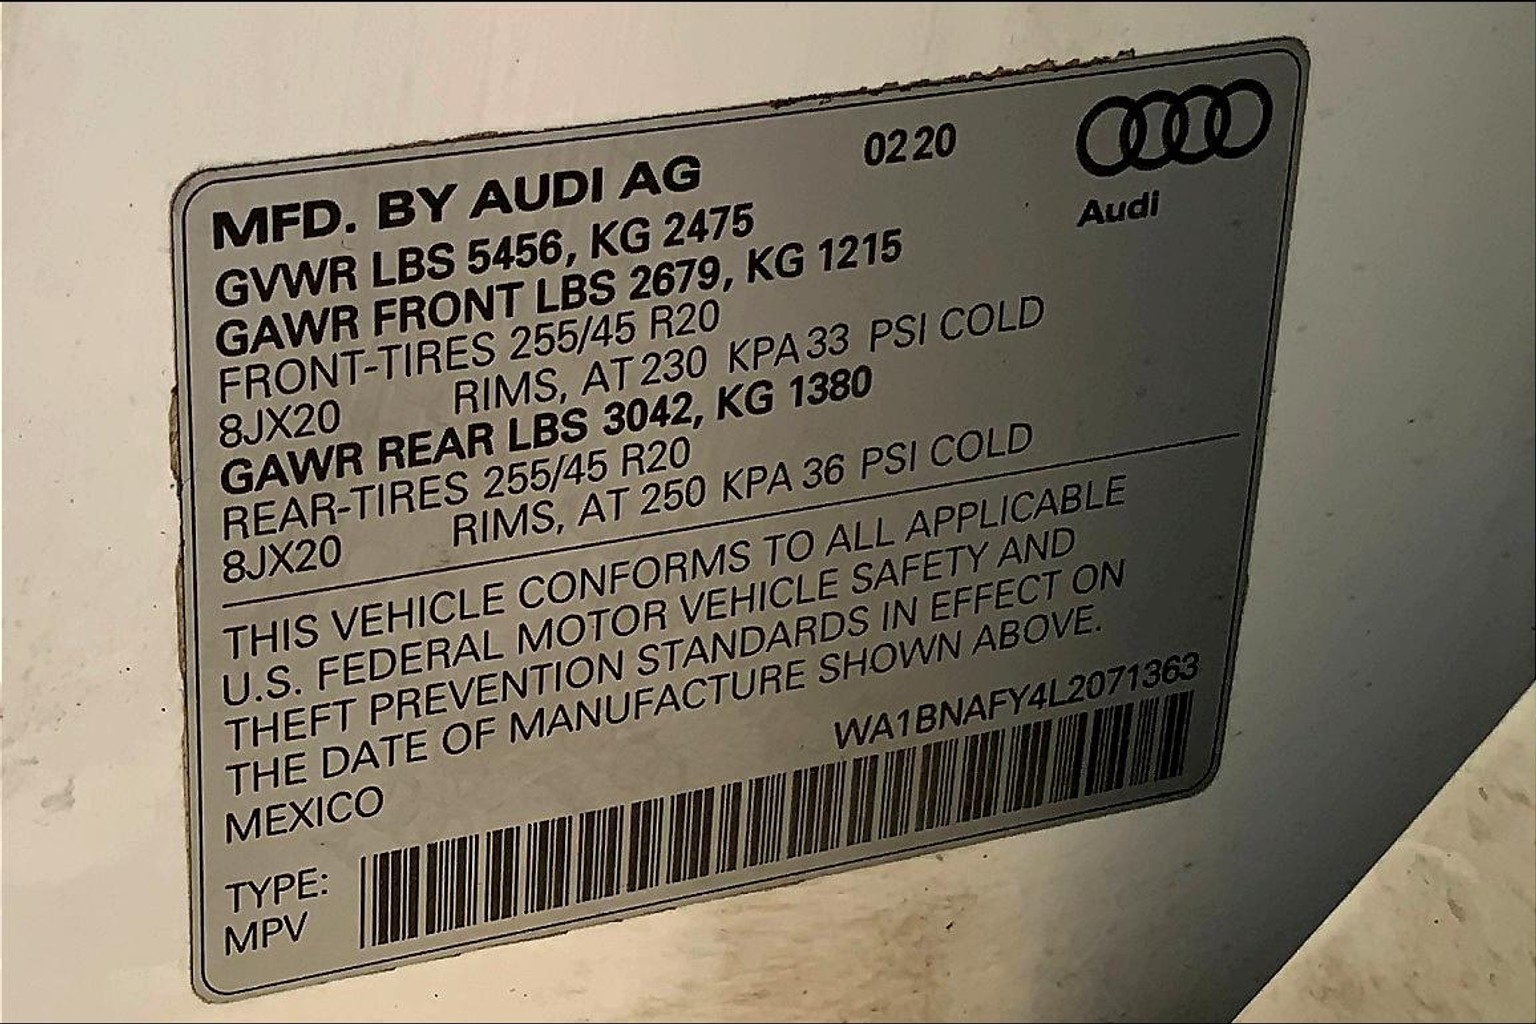 MFD. BY AUDI AG 0220
Audi
GVWR LBS 5456, KG 2475
GAWR FRONT LBS 2679, KG 1215
FRONT-TIRES 255/45 R20
8JX20 RIMS, AT 230 KPA 33 PSI COLD
GAWR REAR LBS 3042, KG 1380
REAR-TIRES 255/45 R20
8JX20 RIMS, AT 250 KPA 36 PSI COLD
THIS VEHICLE CONFORMS TO ALL APPLICABLE
U.S. FEDERAL MOTOR VEHICLE SAFETY AND
THEFT PREVENTION STANDARDS IN EFFECT ON
THE DATE OF MANUFACTURE SHOWN ABOVE.
MEXICO WA1BNAFY4L2071363
TYPE:
MPV